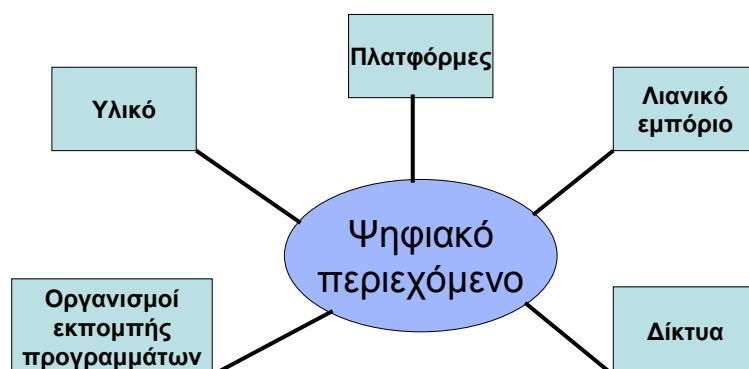 Πλατφόρμες
Υλικό
Λιανικό
εμπόριο
Ψηφιακό
περιεχόμενο
Οργανισμοί
εκπομπής
προγραμμάτων
Δίκτυα